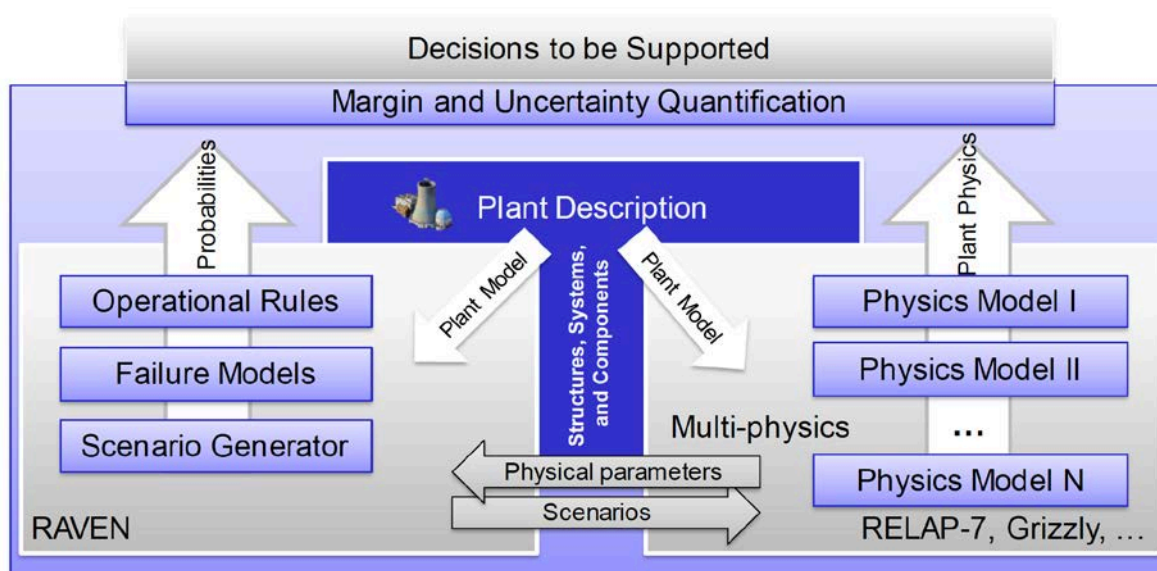 Decisions to be Supported
Margin and Uncertainty Quantification
Probabilities
Plant Physics
Plant Description
Plant Model
Plant Model
Structures, Systems,
and Components
Operational Rules
Failure Models
Scenario Generator
Physics Model I
Physics Model II
...
Multi-physics
Physics Model N
Physical parameters
Scenarios
RAVEN
RELAP-7, Grizzly, ...